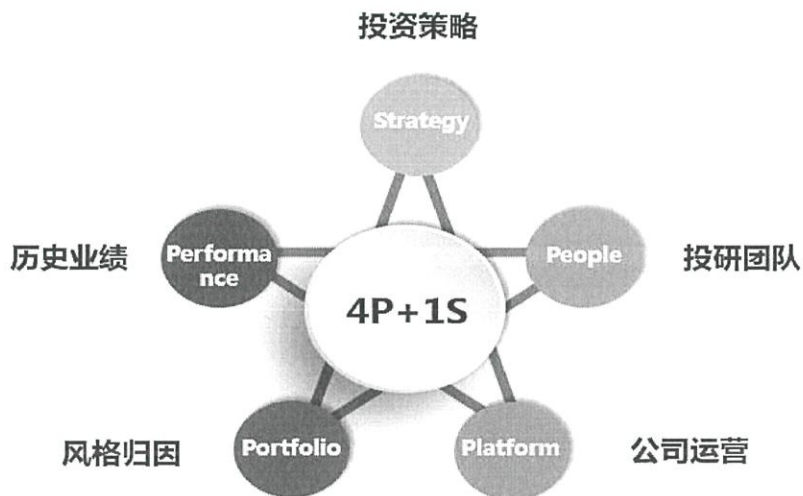 投资策略
Strategy
历史业绩
Performa
nce
People
投研团队
4P+1S
风格归因
Portfolio
Platform
公司运营